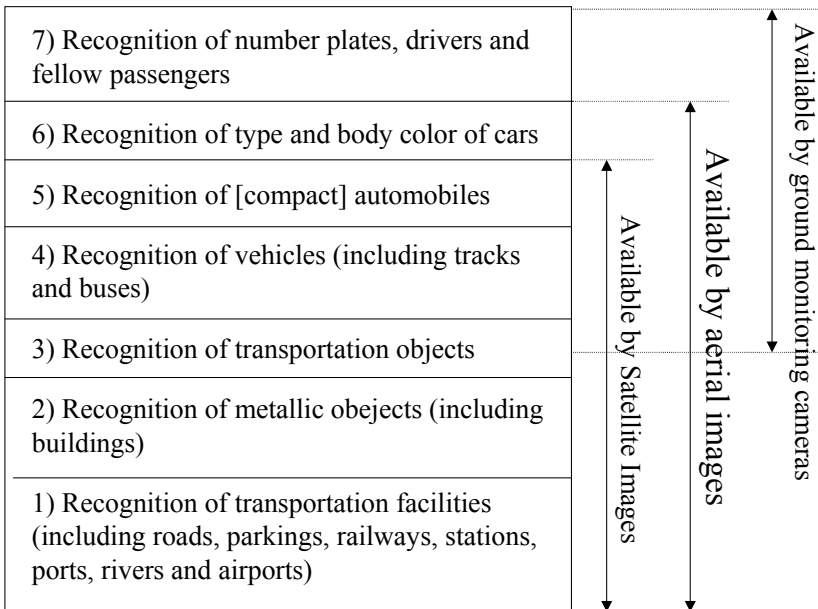 7) Recognition of number plates, drivers and
fellow passengers
6) Recognition of type and body color of cars
5) Recognition of [compact] automobiles
4) Recognition of vehicles (including tracks
and buses)
3) Recognition of transportation objects
2) Recognition of metallic obejects (including
buildings)
1) Recognition of transportation facilities
(including roads, parkings, railways, stations,
ports, rivers and airports)
Available by Satellite Images
Available by aerial images
Available by ground monitoring cameras